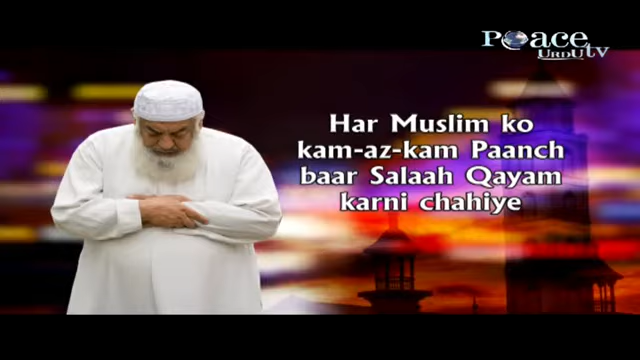 Peace
URDU tv
Har Muslim ko
kam-az-kam Paanch
baar Salaah Qayam
karni chahiye